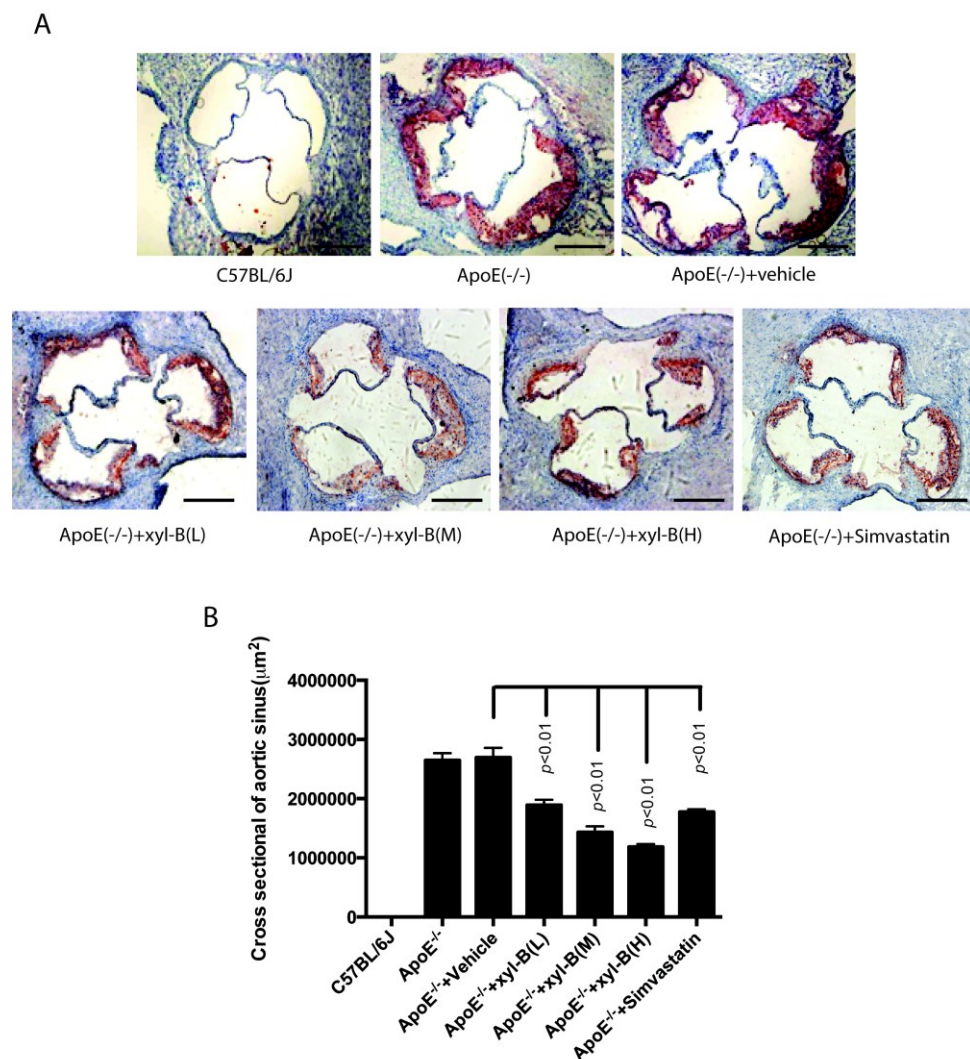 A
C57BL/6J
ApoE(-/-)
ApoE(-/-)+vehicle
ApoE(-/-)+xyl-B(L)
ApoE(-/-)+xyl-B(M)
ApoE(-/-)+xyl-B(H)
ApoE(-/-)+Simvastatin
B
Cross sectional of aortic sinus(μm²)
4000000
3000000
2000000
1000000
0
p<0.01
p<0.01
p<0.01
p<0.01
C57BL/6J
ApoE⁻/⁻
ApoE⁻/⁻+Vehicle
ApoE⁻/⁻+xyl-B(L)
ApoE⁻/⁻+xyl-B(M)
ApoE⁻/⁻+xyl-B(H)
ApoE⁻/⁻+Simvastatin